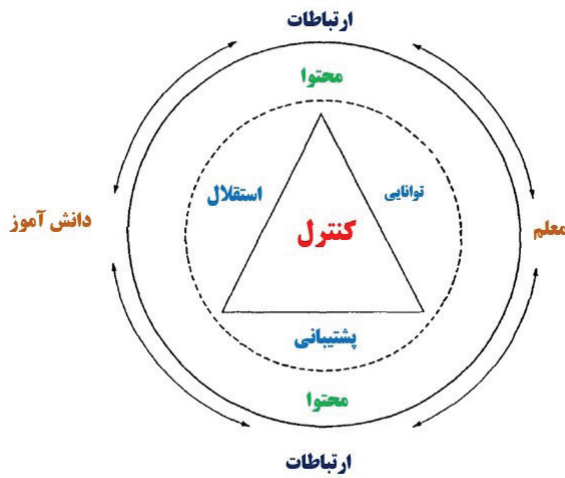 ارتباطات
محتوا
توانایی
استقلال
معلم
کنترل
دانش آموز
پشتیبانی
محتوا
ارتباطات